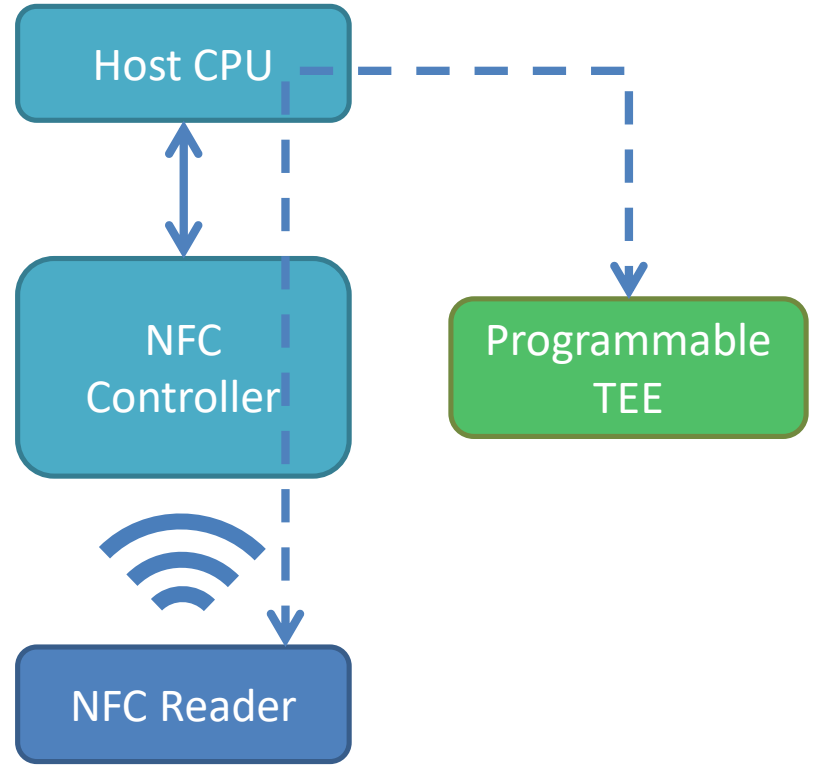 Host CPU
NFC
Controller
Programmable
TEE
NFC Reader